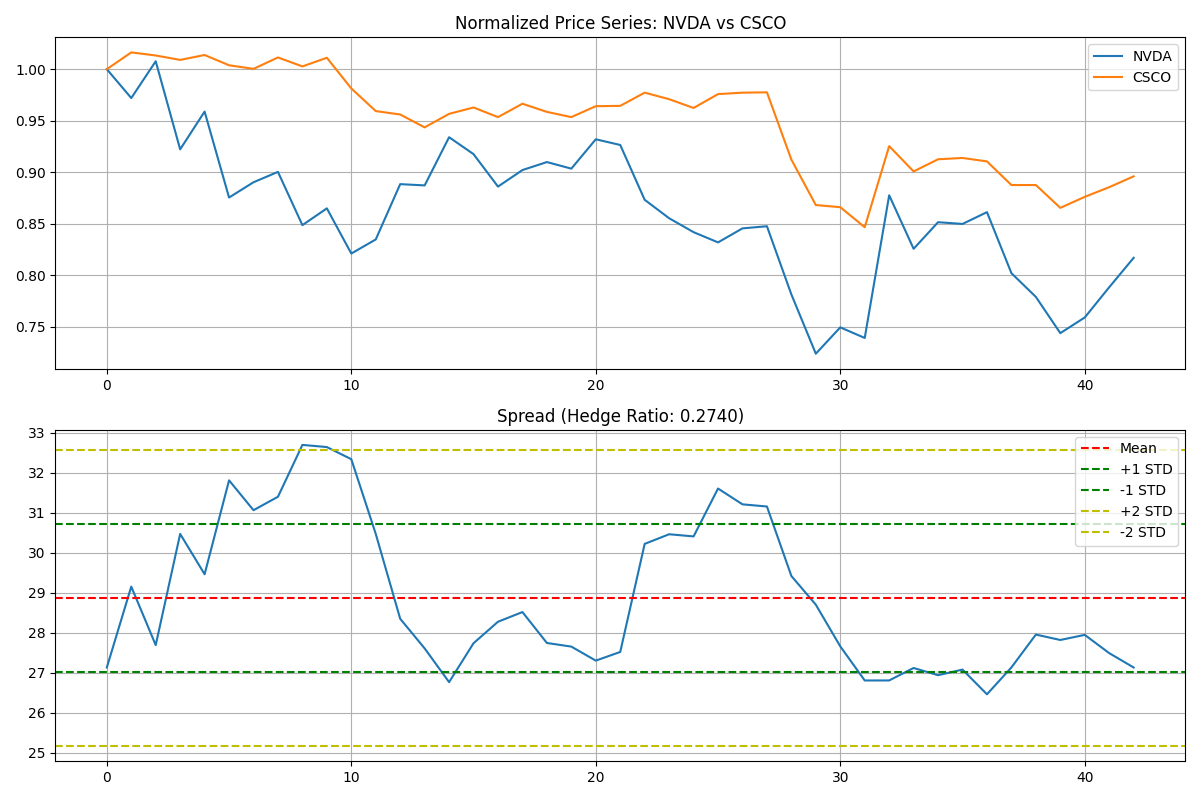 Normalized Price Series: NVDA vs CSCO
NVDA
CSCO
1.00
0.95
0.90
0.85
0.80
0.75
0 10 20 30 40
Spread (Hedge Ratio: 0.2740)
Mean
+1 STD
-1 STD
+2 STD
-2 STD
33
32
31
30
29
28
27
26
25
0 10 20 30 40